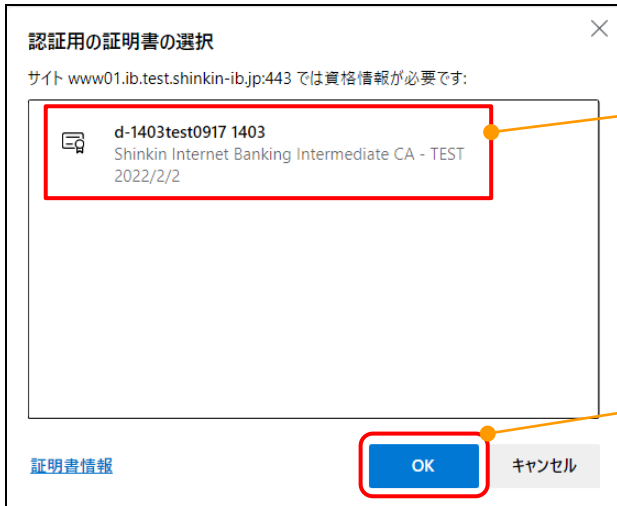 認証用の証明書の選択
サイト www01.ib.test.shinkin-ib.jp:443 では資格情報が必要です:
d-1403test0917 1403
Shinkin Internet Banking Intermediate CA - TEST
2022/2/2
証明書情報
OK
キャンセル